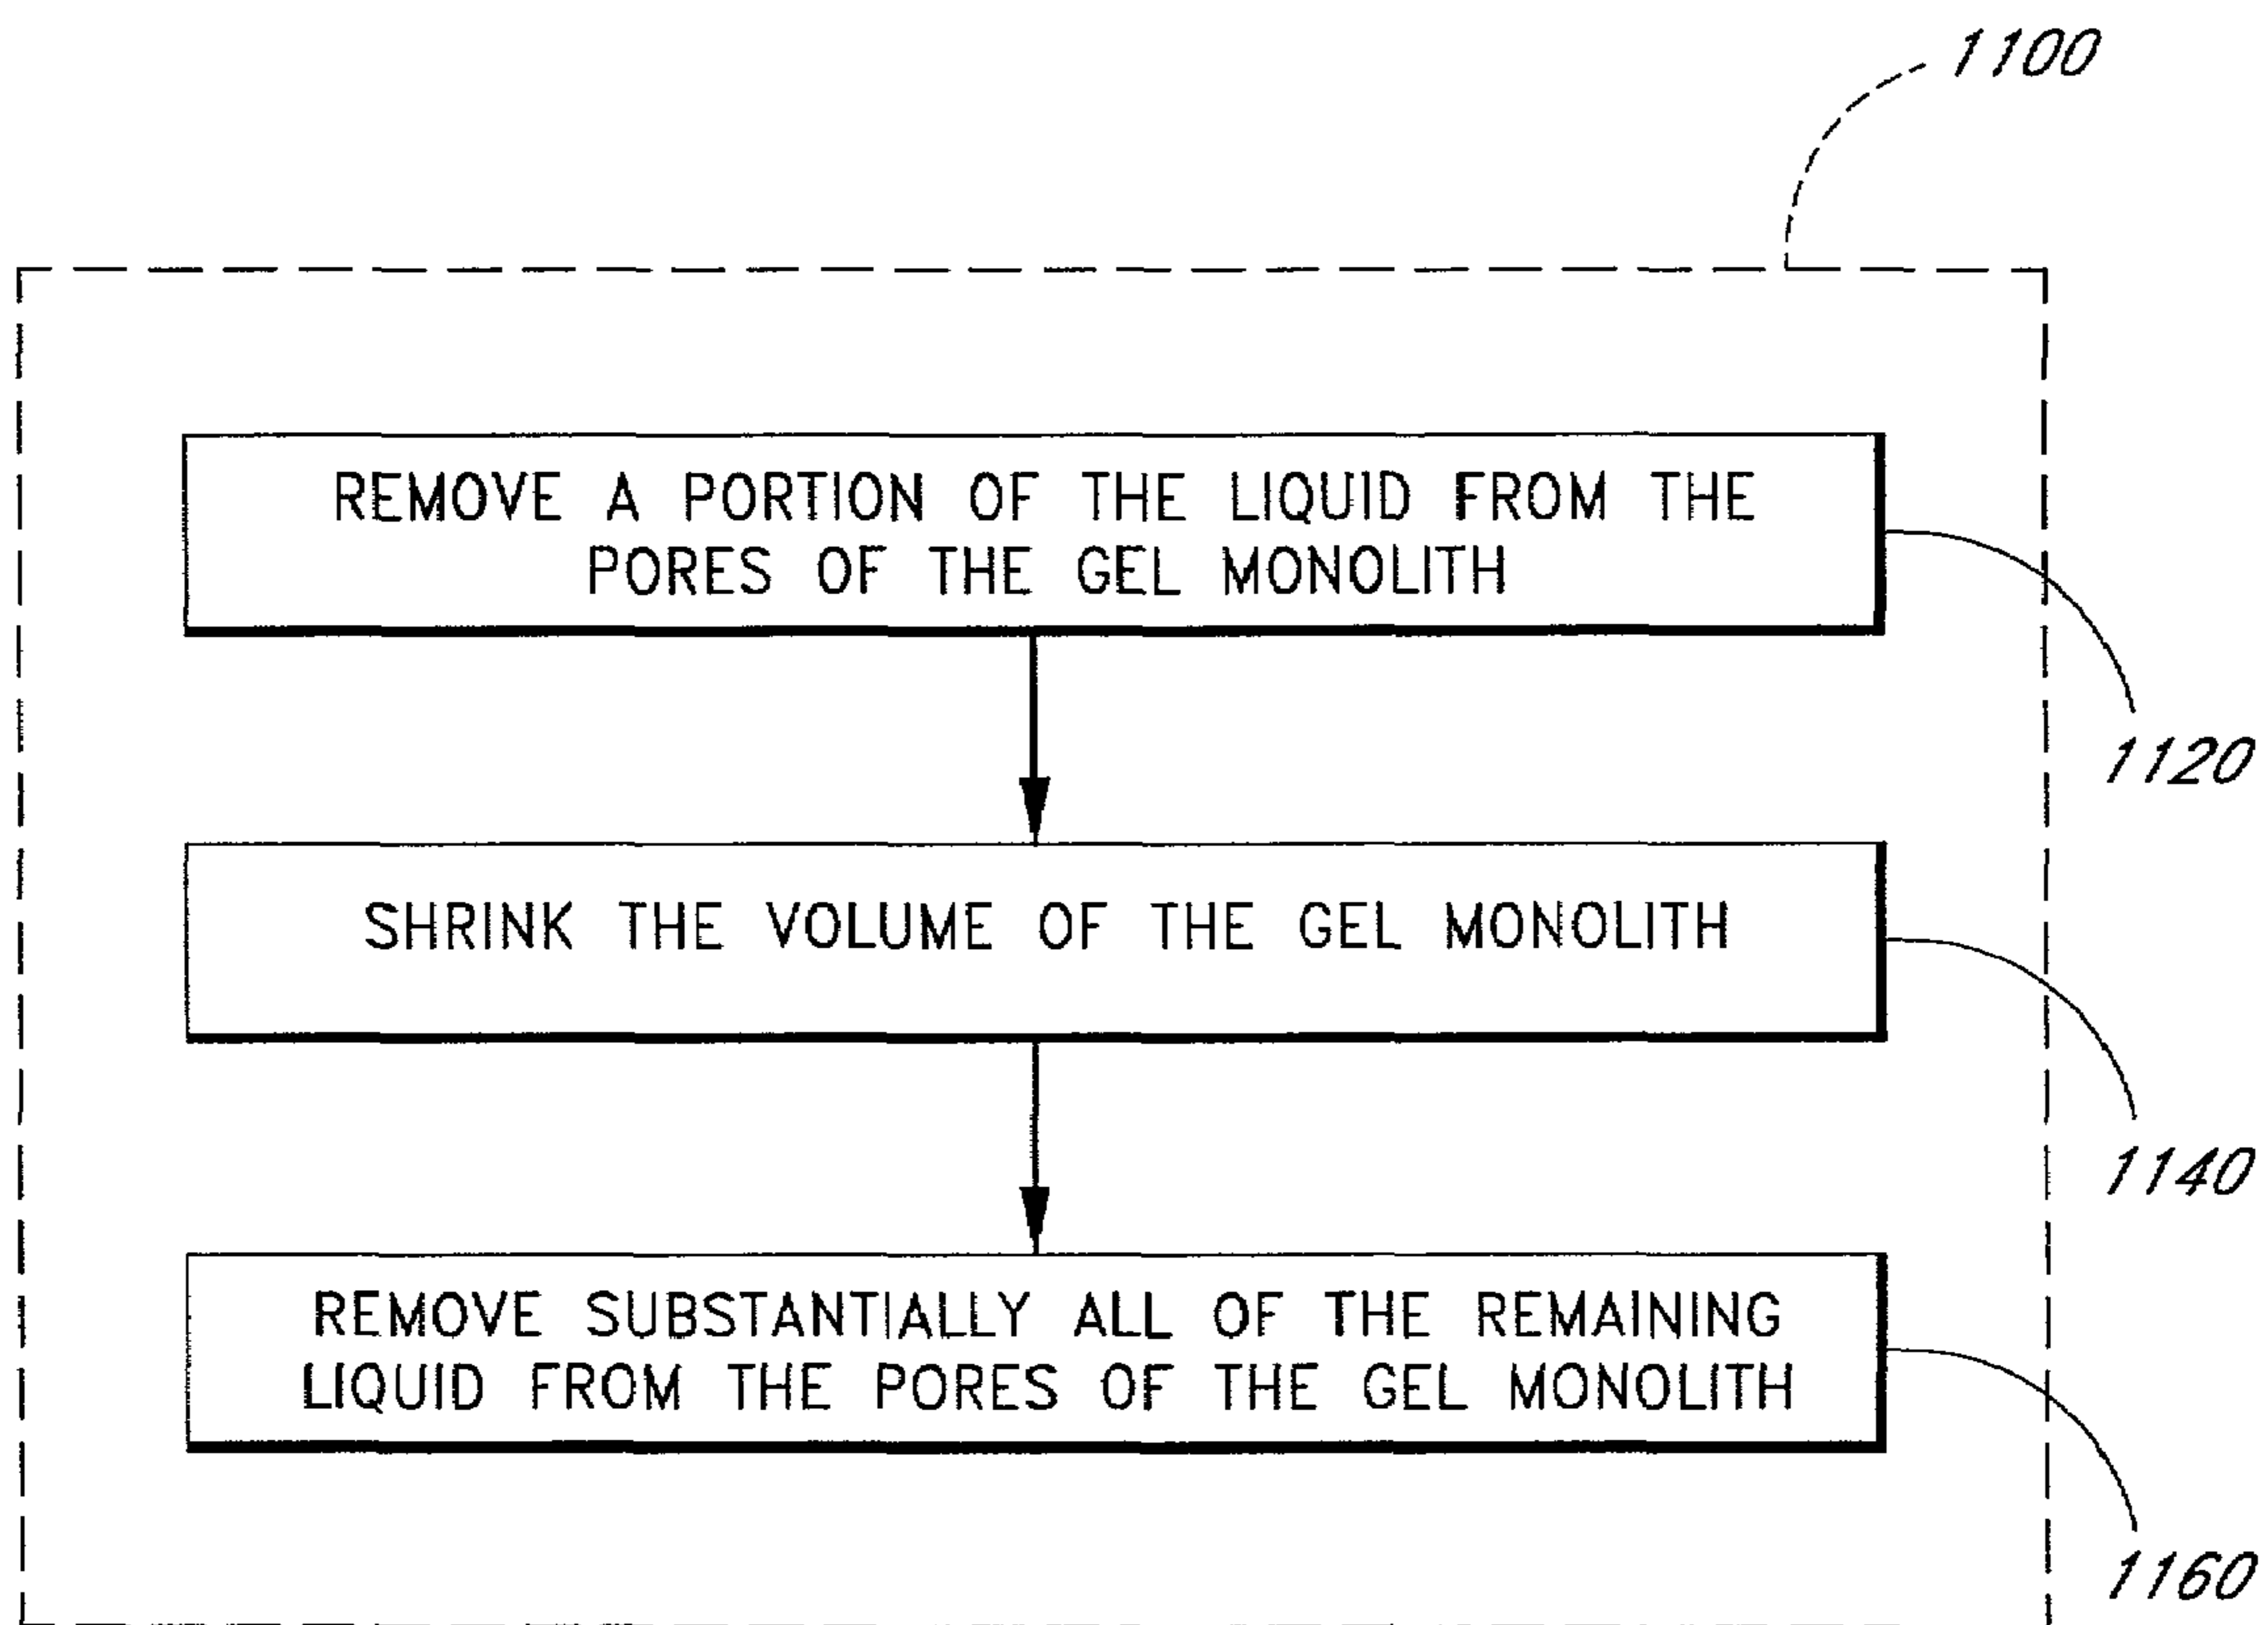 1100
REMOVE A PORTION OF THE LIQUID FROM THE
PORES OF THE GEL MONOLITH
1120
SHRINK THE VOLUME OF THE GEL MONOLITH
1140
REMOVE SUBSTANTIALLY ALL OF THE REMAINING
LIQUID FROM THE PORES OF THE GEL MONOLITH
1160